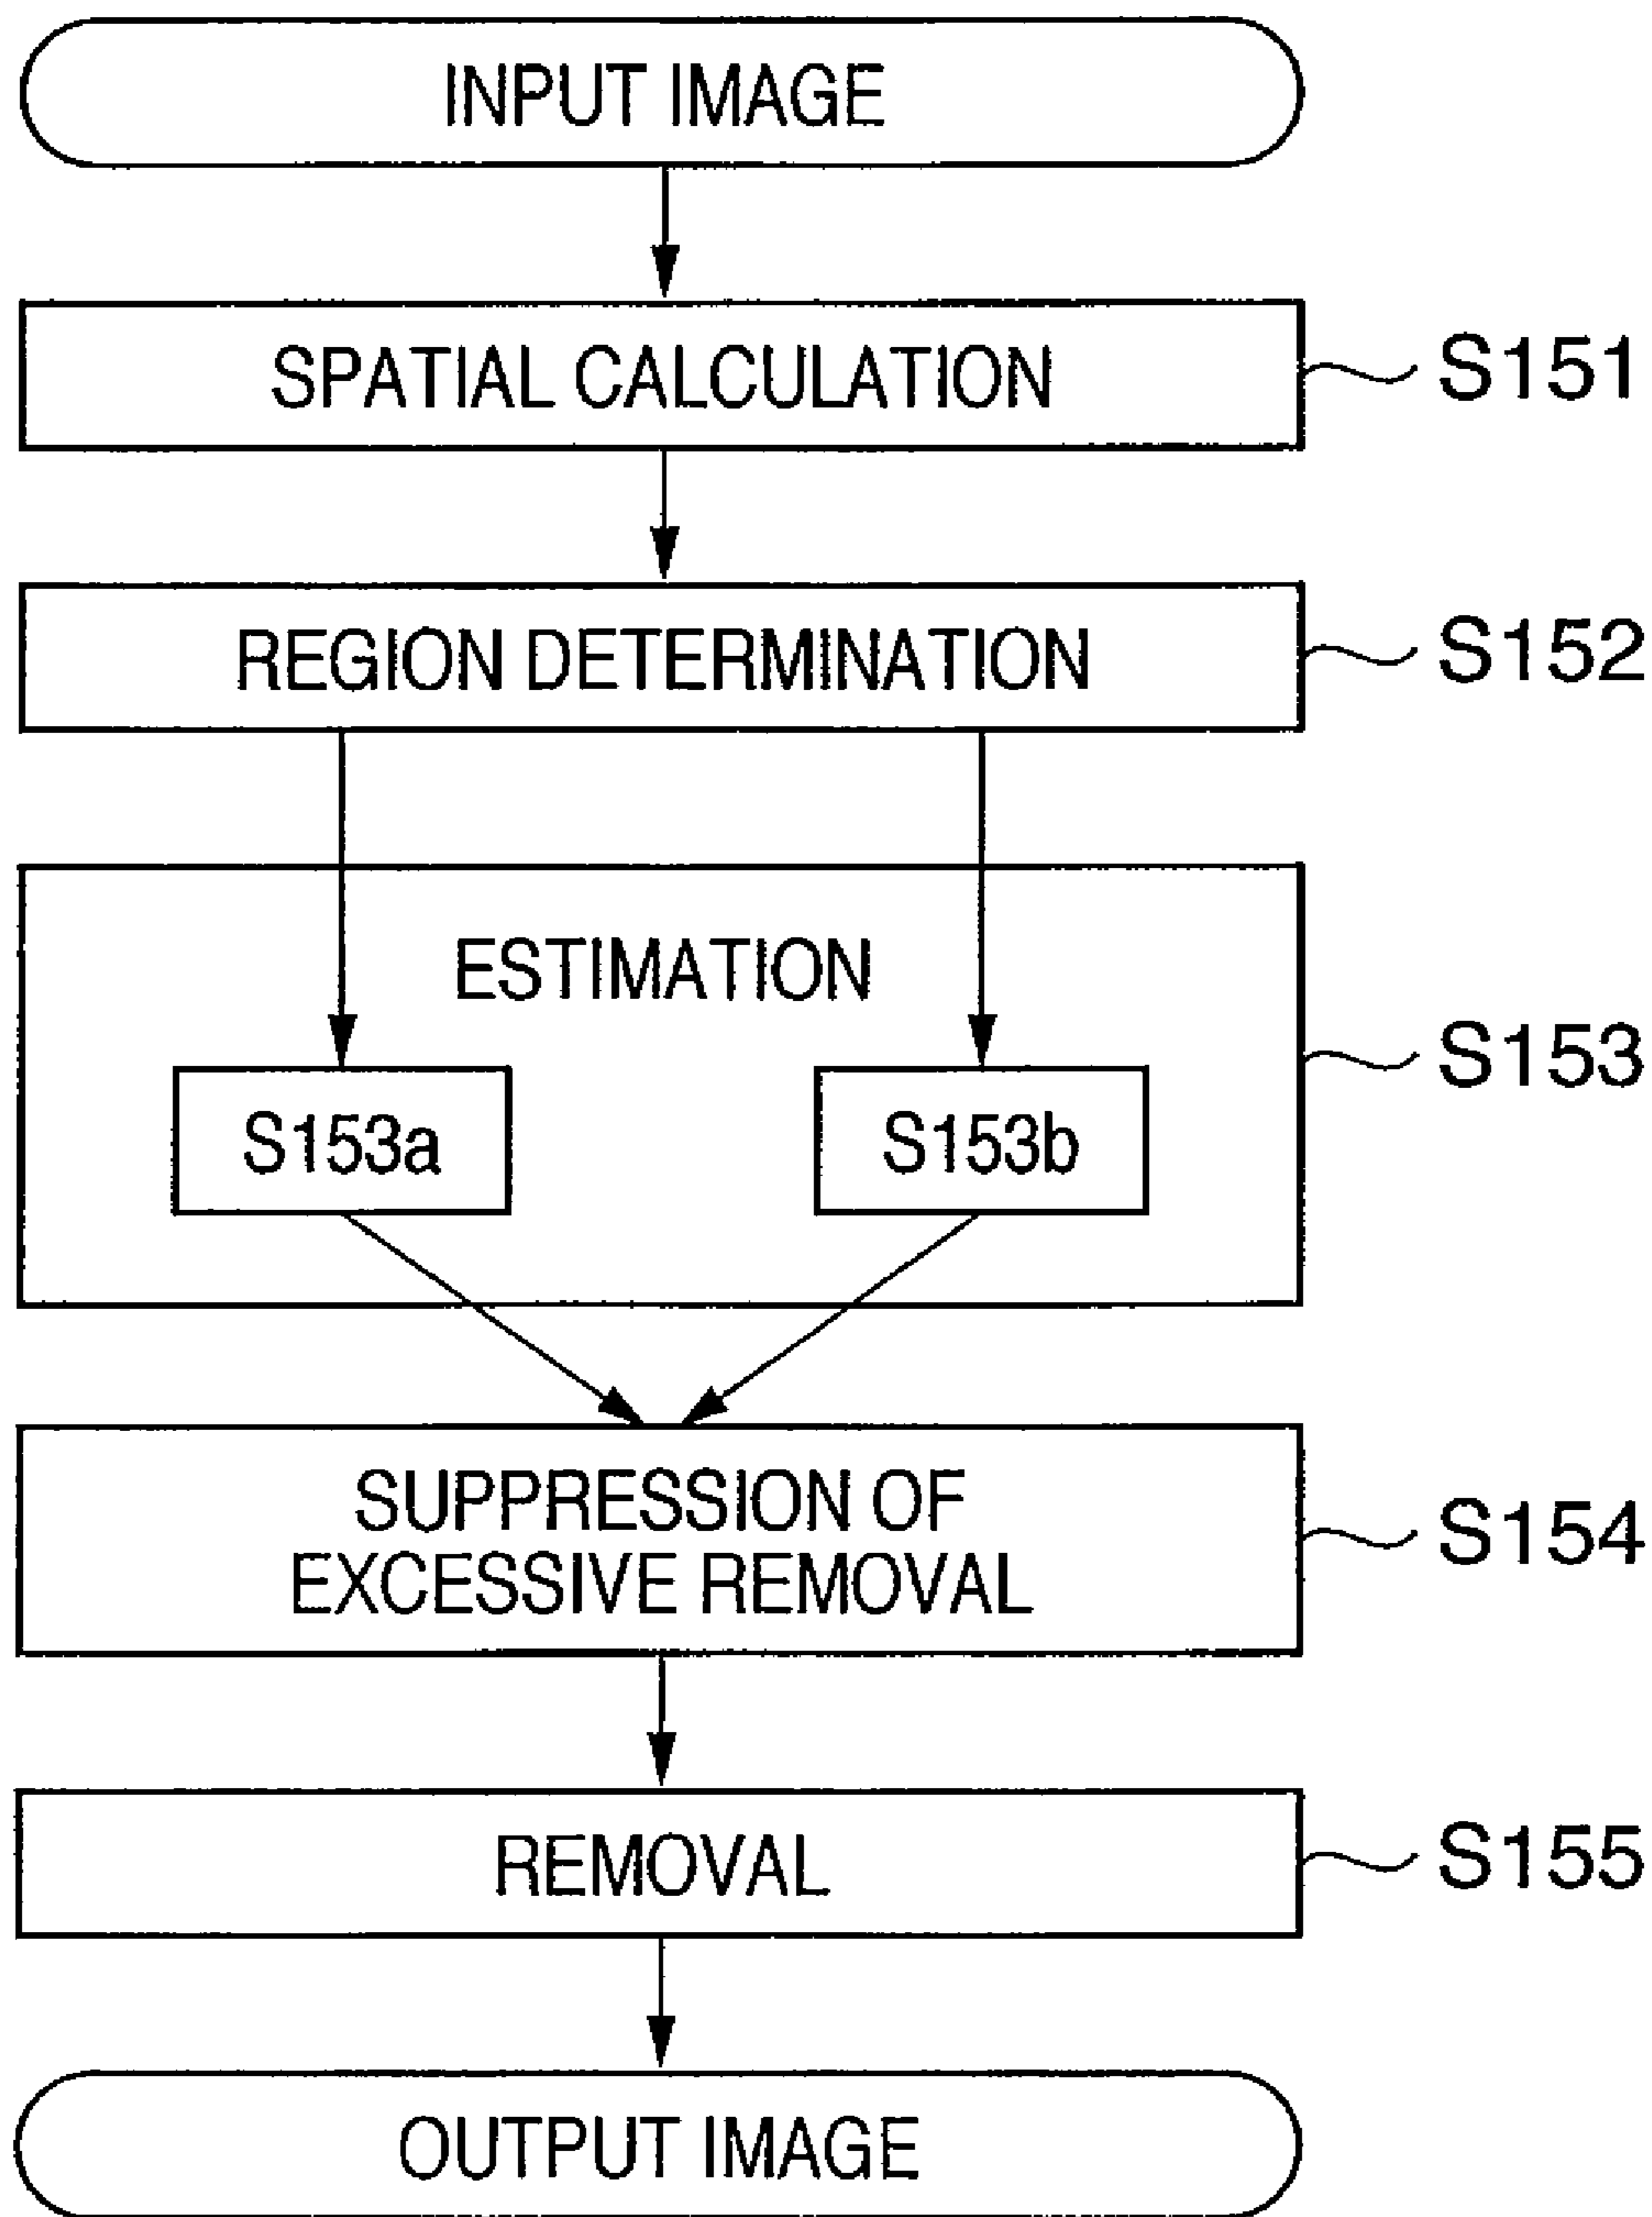 INPUT IMAGE
SPATIAL CALCULATION
S151
REGION DETERMINATION
S152
ESTIMATION
S153
S153a
S153b
SUPPRESSION OF
EXCESSIVE REMOVAL
S154
REMOVAL
S155
OUTPUT IMAGE